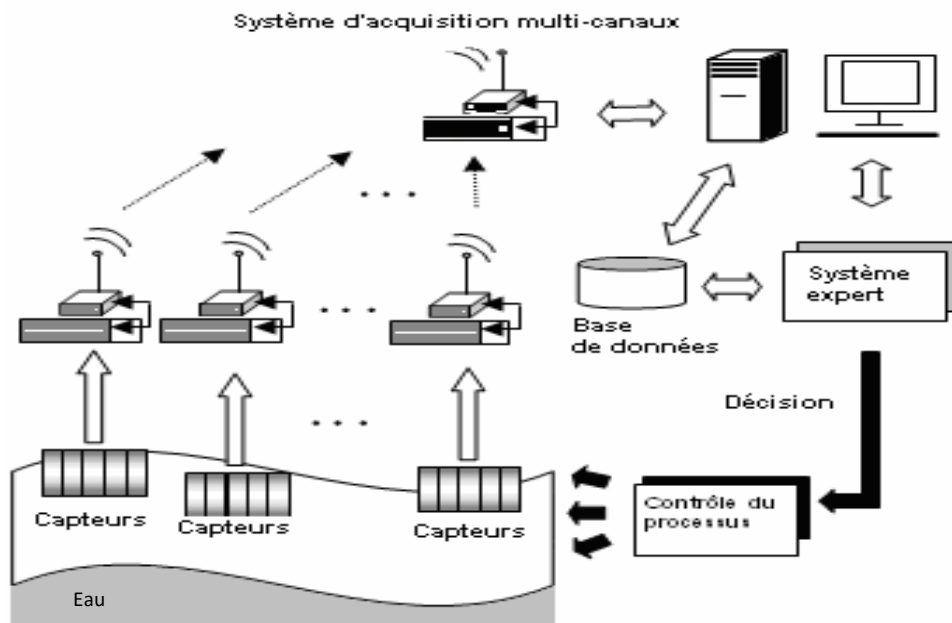 Système d'acquisition multi-canaux
Système
expert
Base
de données
Décision
Capteurs
Capteurs
Capteurs
Contrôle du
processus
Eau